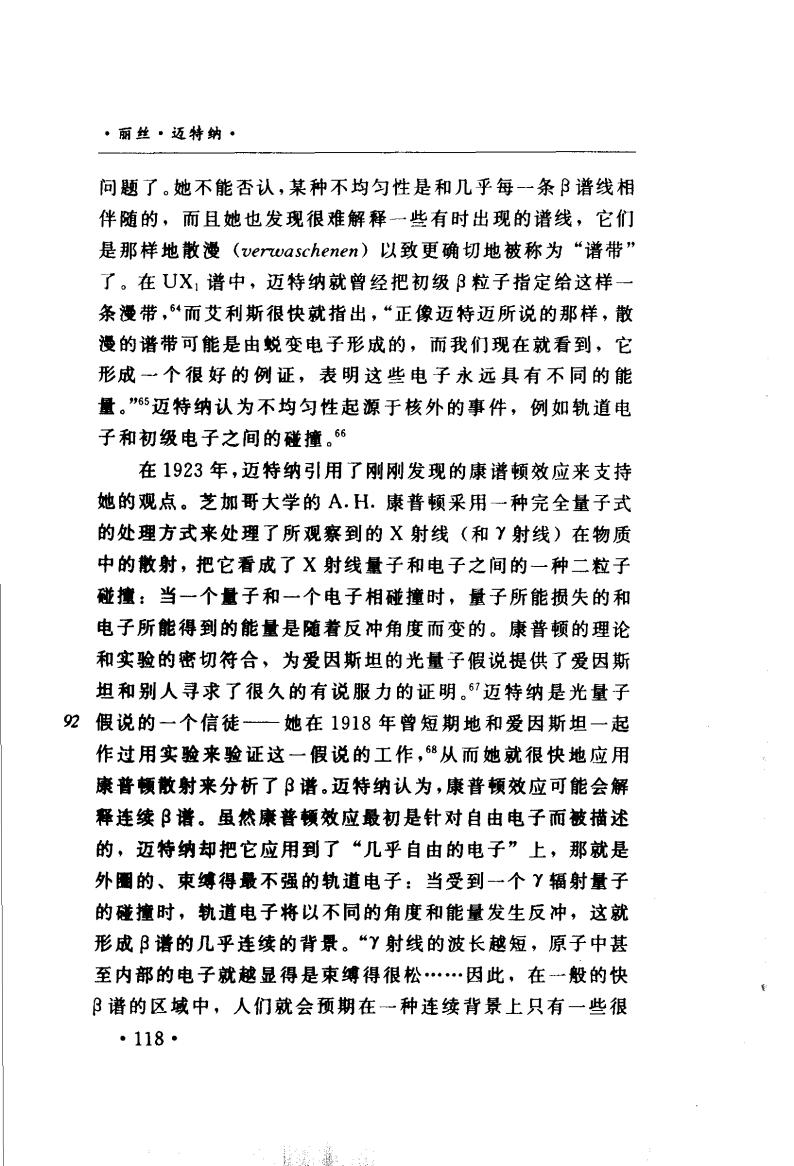 ·丽丝·迈特纳·
问题了。她不能否认,某种不均匀性是和几乎每一条β谱线相
伴随的，而且她也发现很难解释一些有时出现的谱线，它们
是那样地散漫（verwaschenen）以致更确切地被称为“谱带”
了。在 UX₁ 谱中，迈特纳就曾经把初级β粒子指定给这样一
条漫带,⁶⁴而艾利斯很快就指出,“正像迈特迈所说的那样，散
漫的谱带可能是由蜕变电子形成的，而我们现在就看到，它
形成一个很好的例证，表明这些电子永远具有不同的能
量。”⁶⁵迈特纳认为不均匀性起源于核外的事件，例如轨道电
子和初级电子之间的碰撞。⁶⁶
在1923年,迈特纳引用了刚刚发现的康谱顿效应来支持
她的观点。芝加哥大学的 A.H. 康普顿采用一种完全量子式
的处理方式来处理了所观察到的 X 射线（和γ射线）在物质
中的散射，把它看成了 X 射线量子和电子之间的一种二粒子
碰撞：当一个量子和一个电子相碰撞时，量子所能损失的和
电子所能得到的能量是随着反冲角度而变的。康普顿的理论
和实验的密切符合，为爱因斯坦的光量子假说提供了爱因斯
坦和别人寻求了很久的有说服力的证明。⁶⁷迈特纳是光量子
92 假说的一个信徒——她在1918年曾短期地和爱因斯坦一起
作过用实验来验证这一假说的工作,⁶⁸从而她就很快地应用
康普顿散射来分析了β谱。迈特纳认为,康普顿效应可能会解
释连续β谱。虽然康普顿效应最初是针对自由电子而被描述
的，迈特纳却把它应用到了“几乎自由的电子”上，那就是
外圈的、束缚得最不强的轨道电子：当受到一个γ辐射量子
的碰撞时，轨道电子将以不同的角度和能量发生反冲，这就
形成β谱的几乎连续的背景。“γ射线的波长越短，原子中甚
至内部的电子就越显得是束缚得很松……因此，在一般的快
β谱的区域中，人们就会预期在一种连续背景上只有一些很
·118·